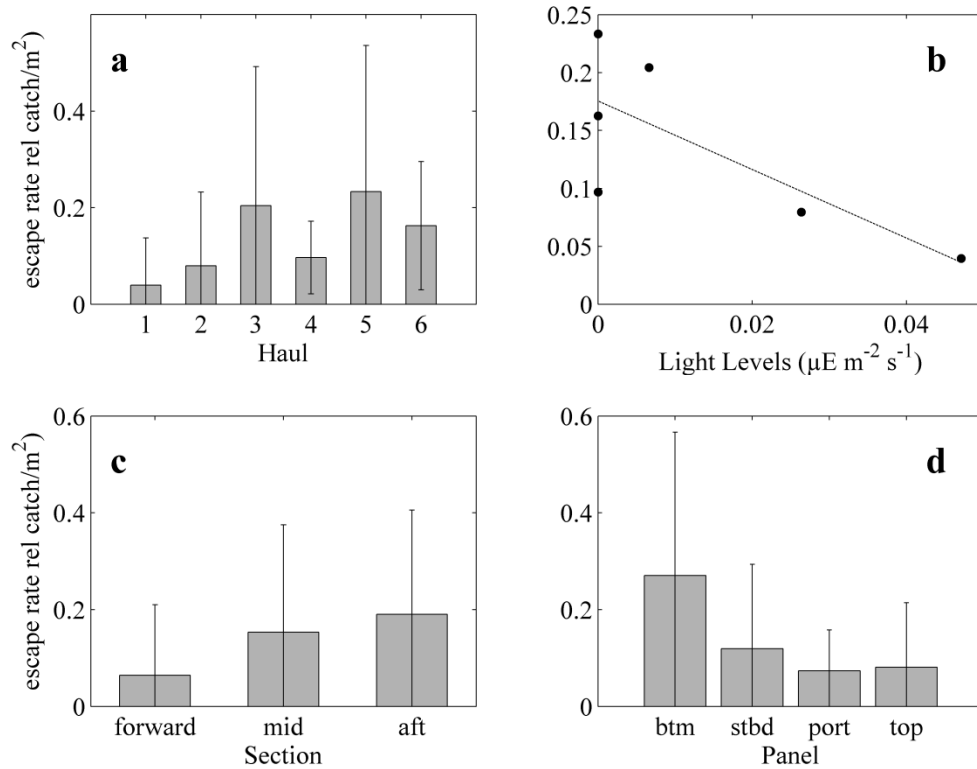 escape rate rel catch/m²
a
0.4
0.2
0
1 2 3 4 5 6
Haul
b
0.25
0.2
0.15
0.1
0.05
0
0 0.02 0.04
Light Levels (µE m⁻² s⁻¹)
escape rate rel catch/m²
c
0.6
0.4
0.2
0
forward mid aft
Section
d
0.6
0.4
0.2
0
btm stbd port top
Panel